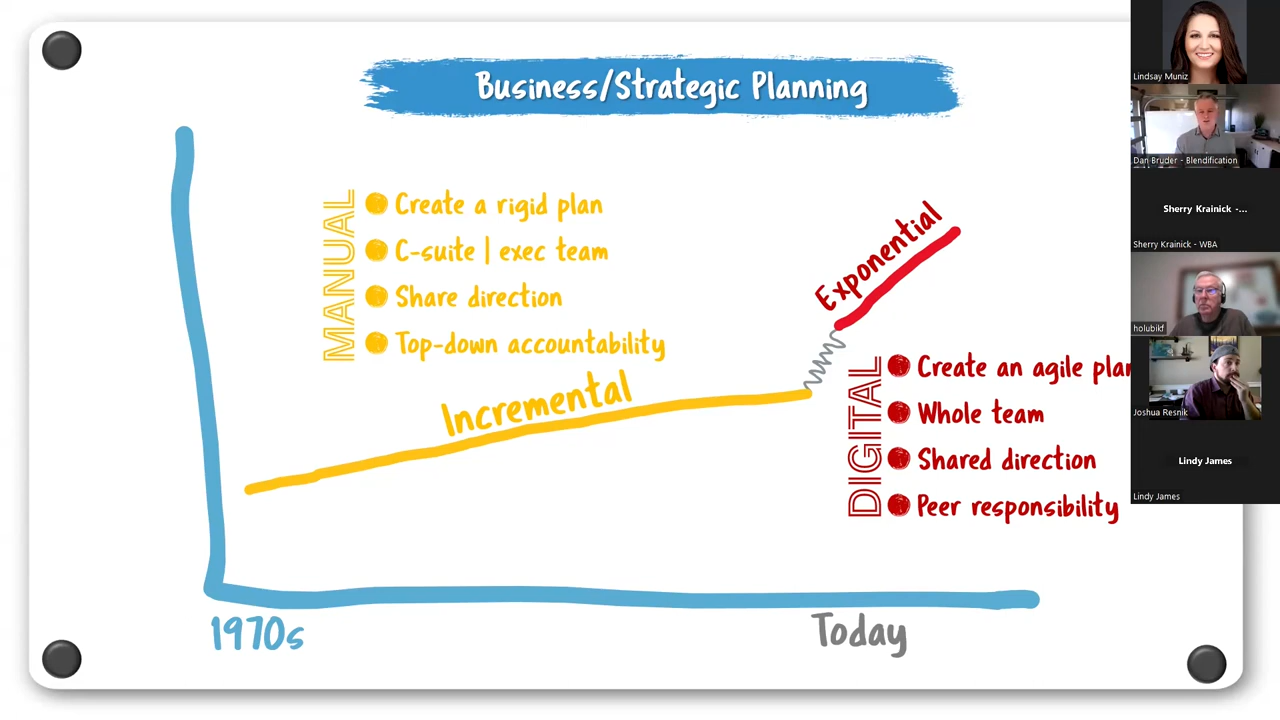 Business/Strategic Planning
MANUAL
Create a rigid plan
C-suite | exec team
Share direction
Top-down accountability
Incremental
Exponential
DIGITAL
Create an agile plan
Whole team
Shared direction
Peer responsibility
1970s
Today
Lindsay Muniz
Dan Bruder - Blendification
Sherry Krainick -...
Sherry Krainick - WBA
holubikf
Joshua Resnik
Lindy James
Lindy James